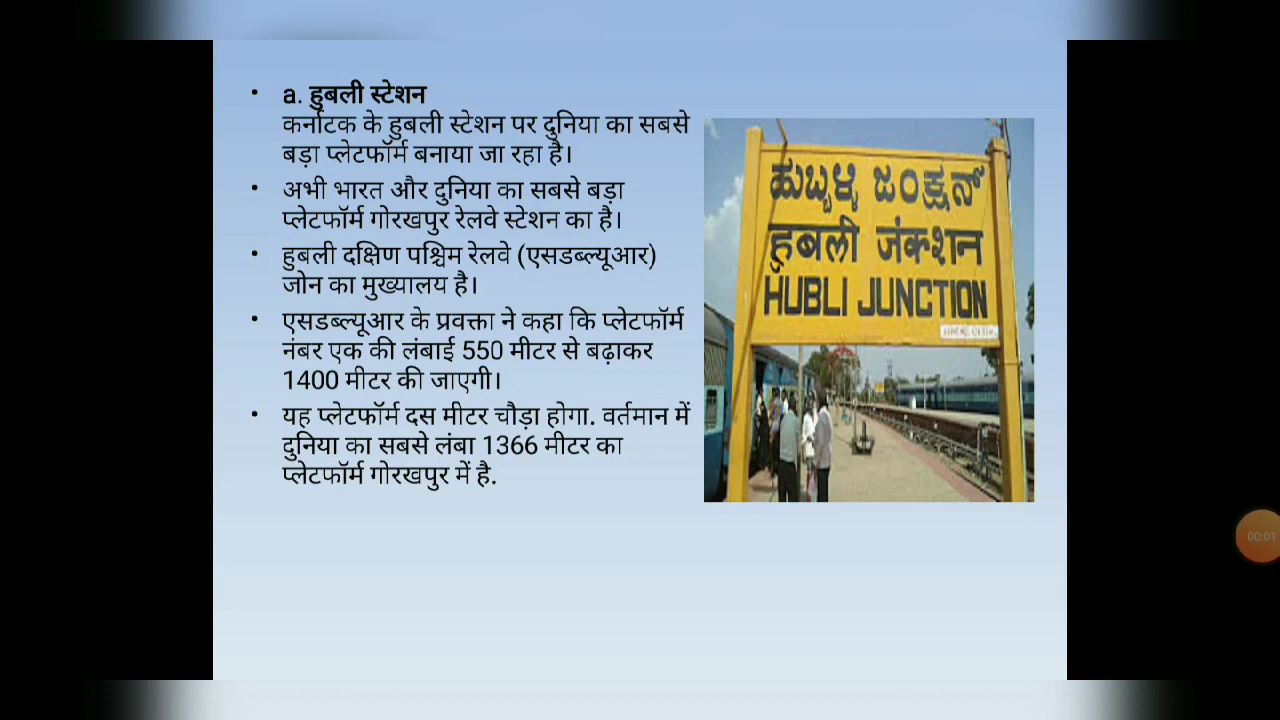 • a. हुबली स्टेशन
कर्नाटक के हुबली स्टेशन पर दुनिया का सबसे
बड़ा प्लेटफॉर्म बनाया जा रहा है।
• अभी भारत और दुनिया का सबसे बड़ा
प्लेटफॉर्म गोरखपुर रेलवे स्टेशन का है।
• हुबली दक्षिण पश्चिम रेलवे (एसडब्ल्यूआर)
जोन का मुख्यालय है।
• एसडब्ल्यूआर के प्रवक्ता ने कहा कि प्लेटफॉर्म
नंबर एक की लंबाई 550 मीटर से बढ़ाकर
1400 मीटर की जाएगी।
• यह प्लेटफॉर्म दस मीटर चौड़ा होगा. वर्तमान में
दुनिया का सबसे लंबा 1366 मीटर का
प्लेटफॉर्म गोरखपुर में है.
ಹುಬ್ಬಳ್ಳಿ ಜಂಕ್ಷನ್
हुबली जंक्शन
HUBLI JUNCTION
00:01